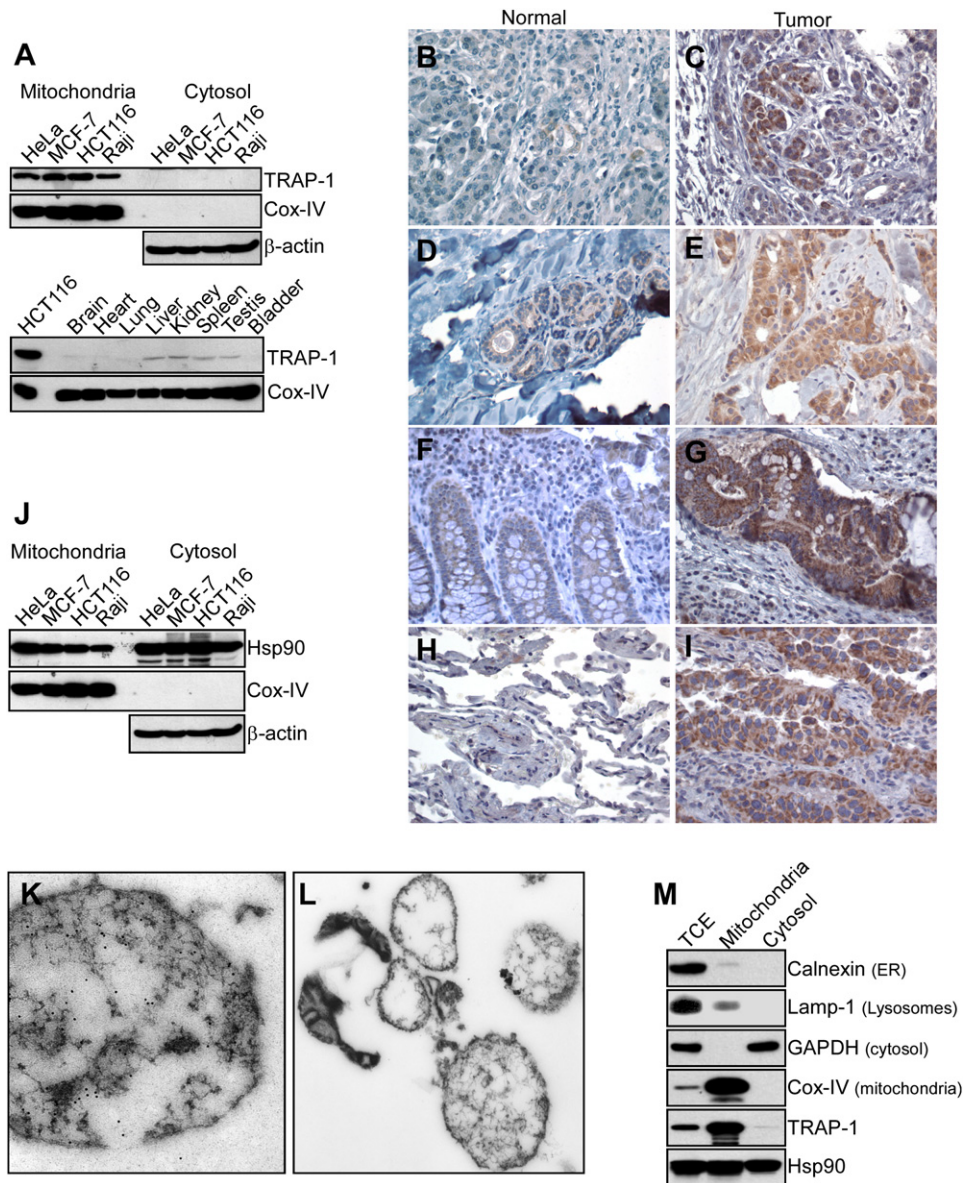 Normal
Tumor
A
Mitochondria
Cytosol
HeLa
MCF-7
HCT116
Raji
HeLa
MCF-7
HCT116
Raji
TRAP-1
Cox-IV
β-actin
HCT116
Brain
Heart
Lung
Liver
Kidney
Spleen
Testis
Bladder
TRAP-1
Cox-IV
B
C
D
E
F
G
H
I
J
Mitochondria
Cytosol
HeLa
MCF-7
HCT116
Raji
HeLa
MCF-7
HCT116
Raji
Hsp90
Cox-IV
β-actin
K
L
M
TCE
Mitochondria
Cytosol
Calnexin (ER)
Lamp-1 (Lysosomes)
GAPDH (cytosol)
Cox-IV (mitochondria)
TRAP-1
Hsp90